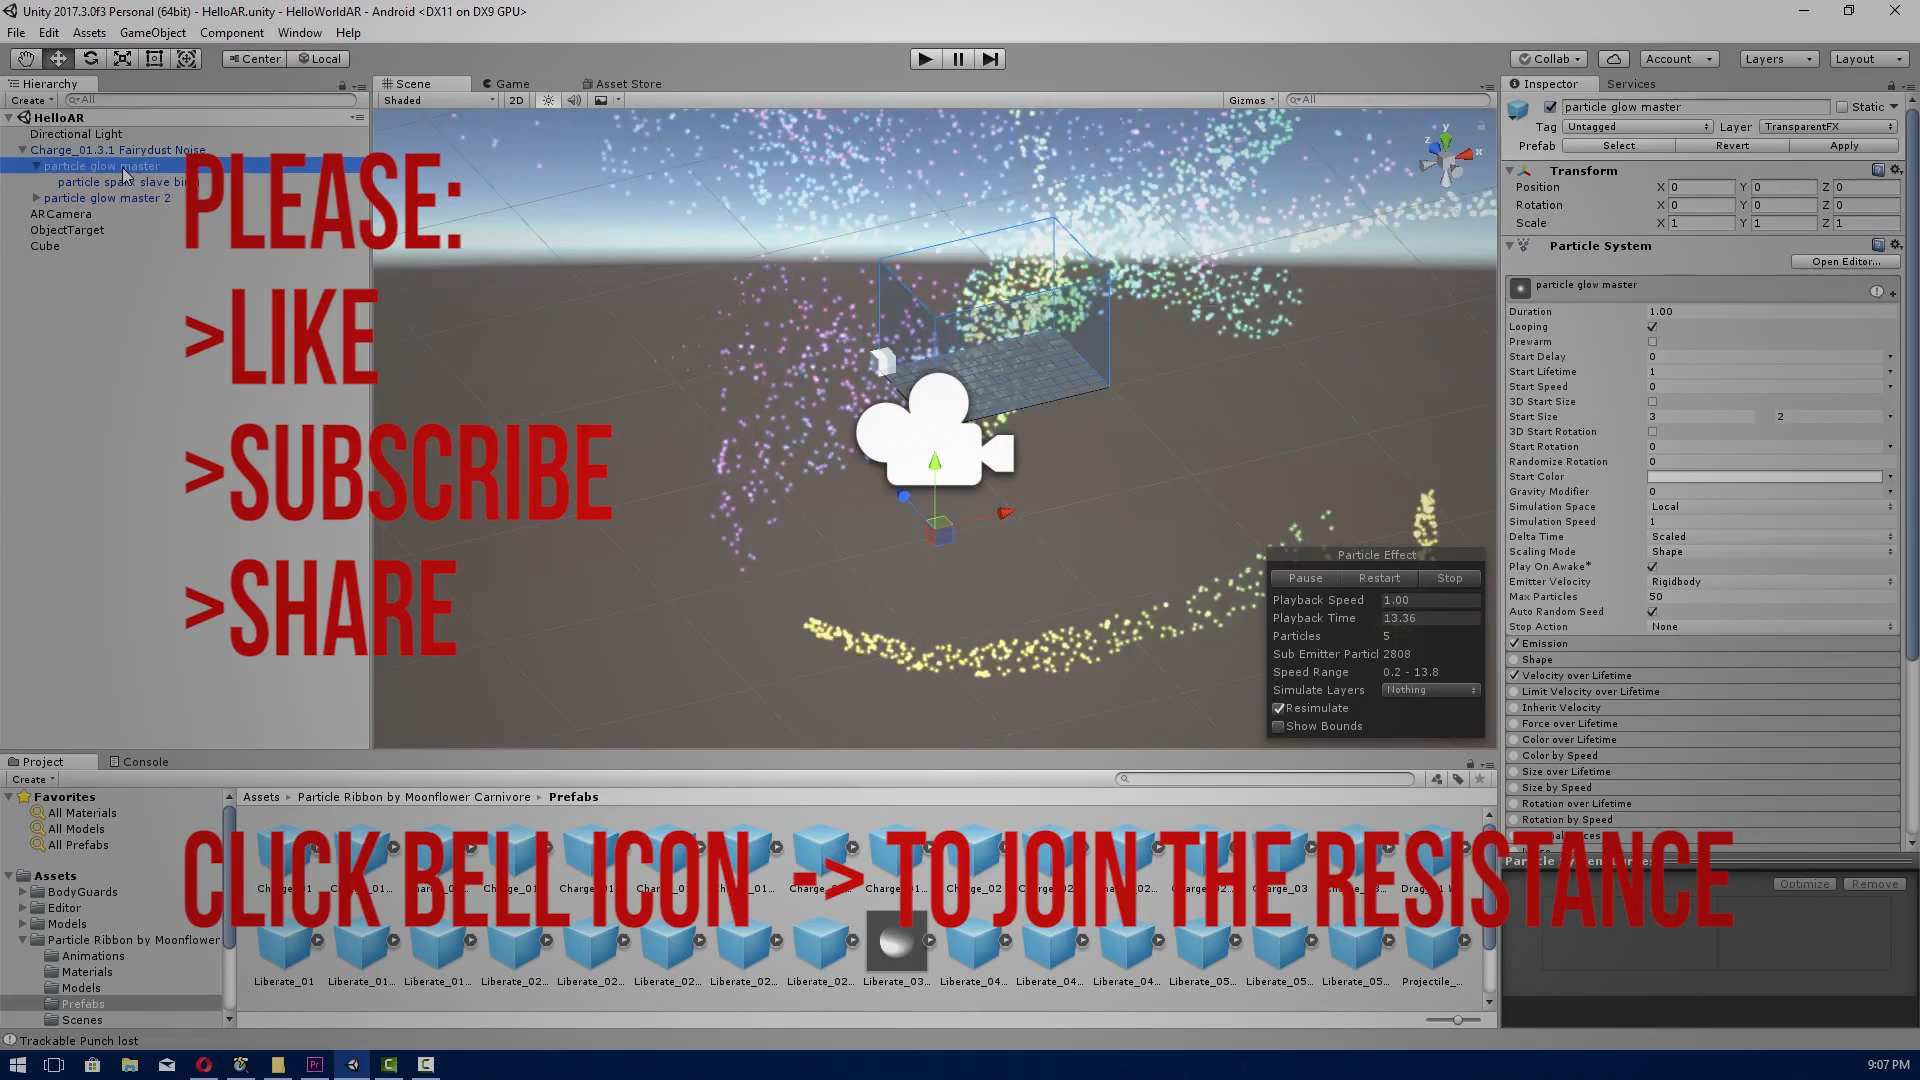 Unity 2017.3.0f3 Personal (64bit) - HelloAR.unity - HelloWorldAR - Android <DX11 on DX9 GPU>
File Edit Assets GameObject Component Window Help
Center Local
Collab Account Layers Layout
Hierarchy
Create All
HelloAR
Directional Light
Charge_01.3.1 Fairydust Noise
particle glow master
particle spark slave bir
particle glow master 2
ARCamera
ObjectTarget
Cube
Scene Game Asset Store
Shaded 2D Gizmos All
PLEASE:
>LIKE
>SUBSCRIBE
>SHARE
Particle Effect
Pause Restart Stop
Playback Speed 1.00
Playback Time 13.36
Particles 5
Sub Emitter Particl 2808
Speed Range 0.2 - 13.8
Simulate Layers Nothing
Resimulate
Show Bounds
Inspector Services
particle glow master Static
Tag Untagged Layer TransparentFX
Prefab Select Revert Apply
Transform
Position X 0 Y 0 Z 0
Rotation X 0 Y 0 Z 0
Scale X 1 Y 1 Z 1
Particle System
Open Editor...
particle glow master
Duration 1.00
Looping
Prewarm
Start Delay 0
Start Lifetime 1
Start Speed 0
3D Start Size
Start Size 3 2
3D Start Rotation
Start Rotation 0
Randomize Rotation 0
Start Color
Gravity Modifier 0
Simulation Space Local
Simulation Speed 1
Delta Time Scaled
Scaling Mode Shape
Play On Awake*
Emitter Velocity Rigidbody
Max Particles 50
Auto Random Seed
Stop Action None
Emission
Shape
Velocity over Lifetime
Limit Velocity over Lifetime
Inherit Velocity
Force over Lifetime
Color over Lifetime
Color by Speed
Size over Lifetime
Size by Speed
Rotation over Lifetime
Rotation by Speed
Particle System Curves
Optimize Remove
Project Console
Create
Favorites
All Materials
All Models
All Prefabs
Assets
BodyGuards
Editor
Models
Particle Ribbon by Moonflower
Animations
Materials
Models
Prefabs
Scenes
Assets Particle Ribbon by Moonflower Carnivore Prefabs
CLICK BELL ICON -> TO JOIN THE RESISTANCE
Liberate_01 Liberate_01... Liberate_01... Liberate_02 Liberate_02... Liberate_02... Liberate_02... Liberate_02... Liberate_03... Liberate_04... Liberate_04... Liberate_04... Liberate_05... Liberate_05... Liberate_05... Projectile_...
Trackable Punch lost
9:07 PM